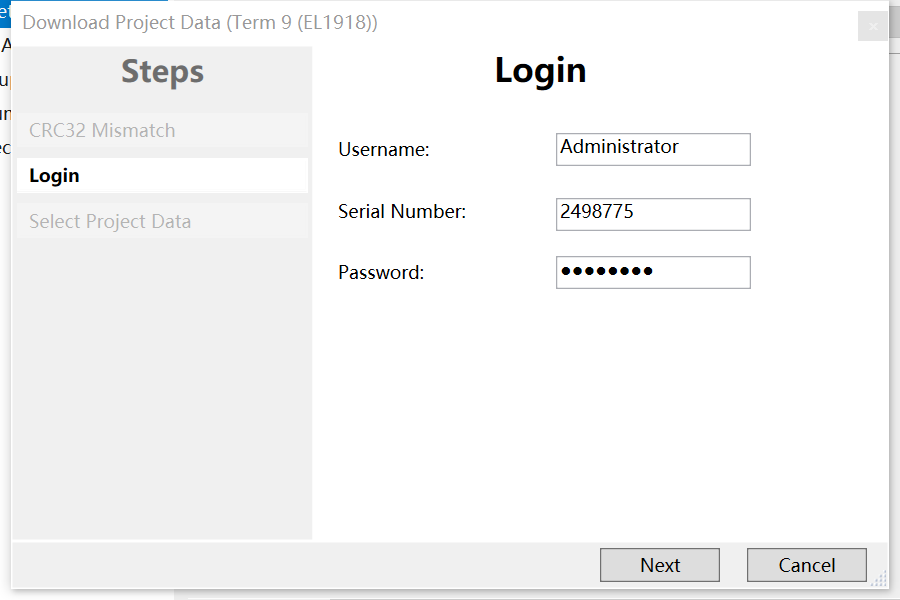 Download Project Data (Term 9 (EL1918))
Steps
CRC32 Mismatch
Login
Select Project Data
Login
Username:
Administrator
Serial Number:
2498775
Password:
••••••••
Next
Cancel